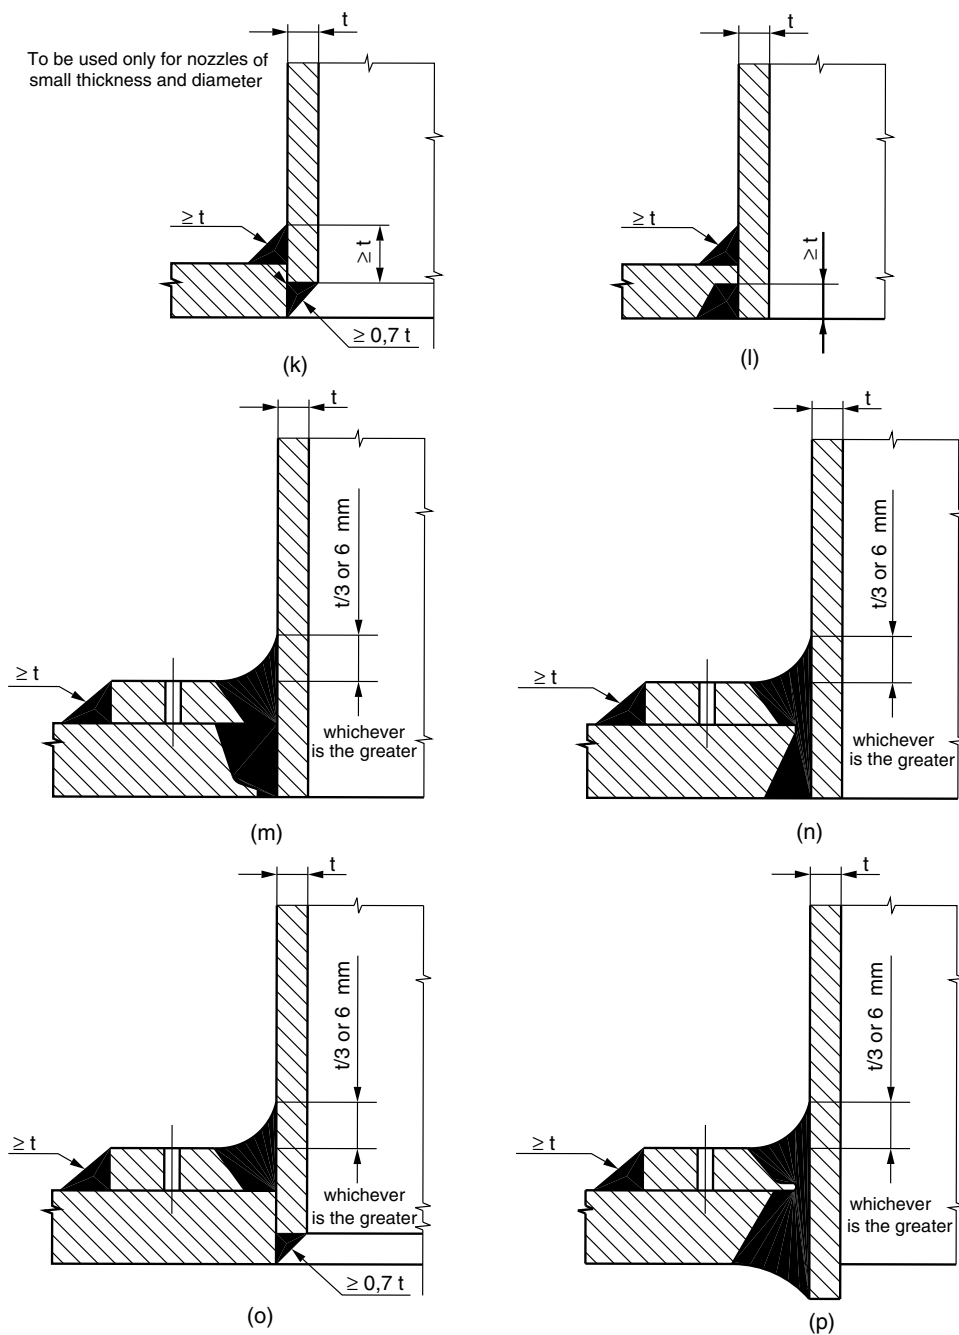 t
To be used only for nozzles of
small thickness and diameter
≥ t
≥ t
≥ 0,7 t
(k)
t
≥ t
≥ t
(l)
t
t/3 or 6 mm
≥ t
whichever
is the greater
(m)
t
t/3 or 6 mm
≥ t
whichever
is the greater
(n)
t
t/3 or 6 mm
≥ t
whichever
is the greater
≥ 0,7 t
(o)
t
t/3 or 6 mm
≥ t
whichever
is the greater
(p)